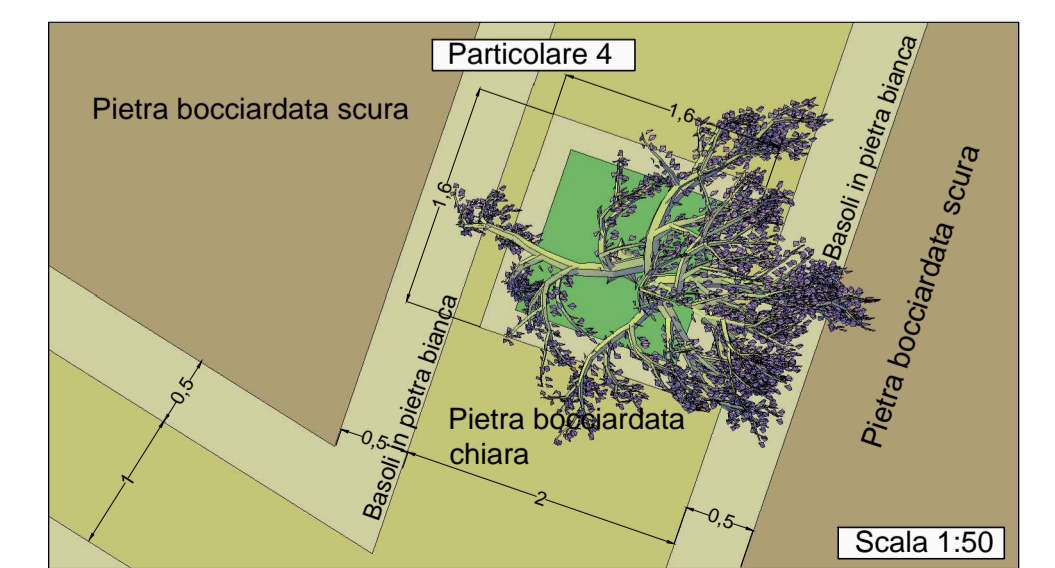 Particolare 4
Pietra bocciardata scura
1,6
1,6
Basoli in pietra bianca
Pietra bocciardata scura
Basoli in pietra bianca
0,5
0,5
1
Pietra bocciardata
chiara
2
0,5
Scala 1:50